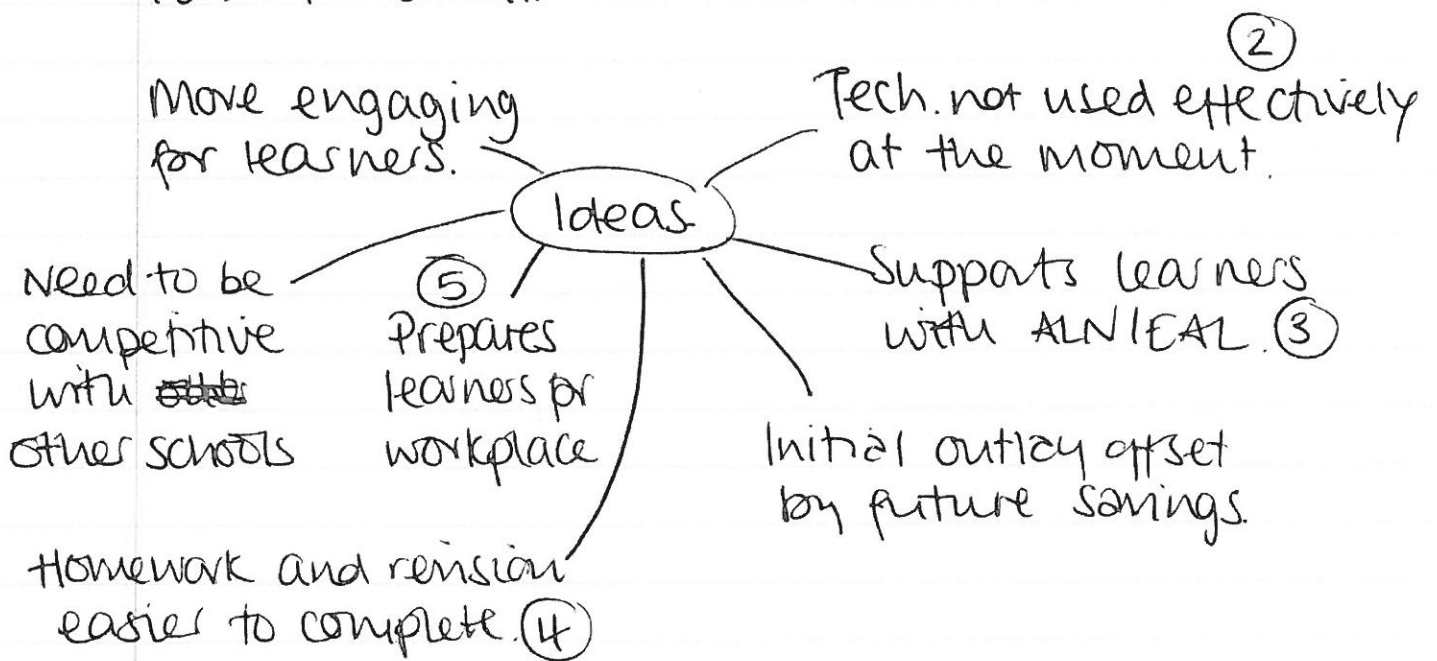 ②
More engaging
for learners.
Tech. not used effectively
at the moment.
Ideas
Need to be
competitive
with
other schools
⑤
Prepares
learners for
workplace
Supports learners
with ALN/EAL. ③
Initial outlay offset
by future savings.
Homework and revision
easier to complete. ④